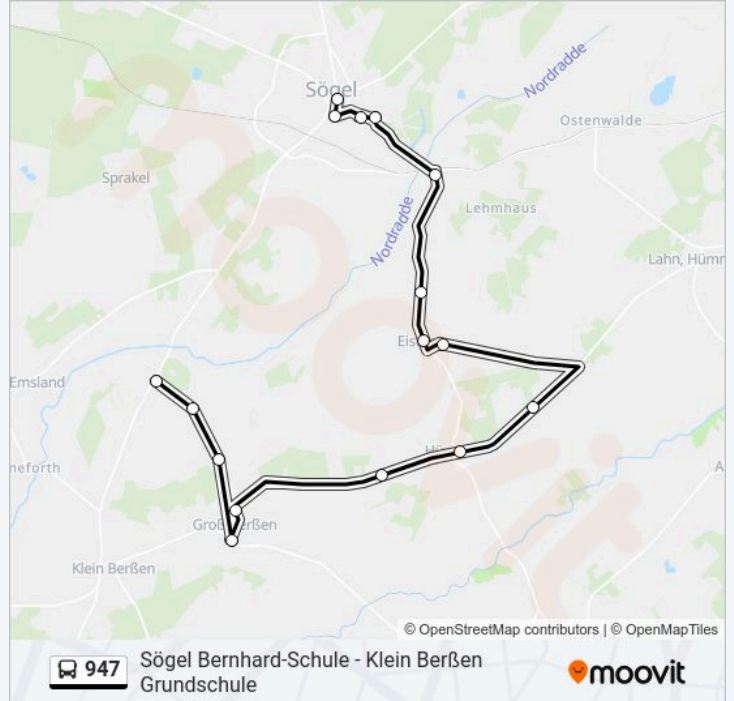 Sögel
Nordradde
Ostenwalde
Sprakel
Lehmhaus
Nordradde
Lahn, Hümm
Eis
Emsland
Hü
neforth
A
Groß Berßen
Klein Berßen
© OpenStreetMap contributors | © OpenMapTiles
947
Sögel Bernhard-Schule - Klein Berßen
Grundschule
moovit